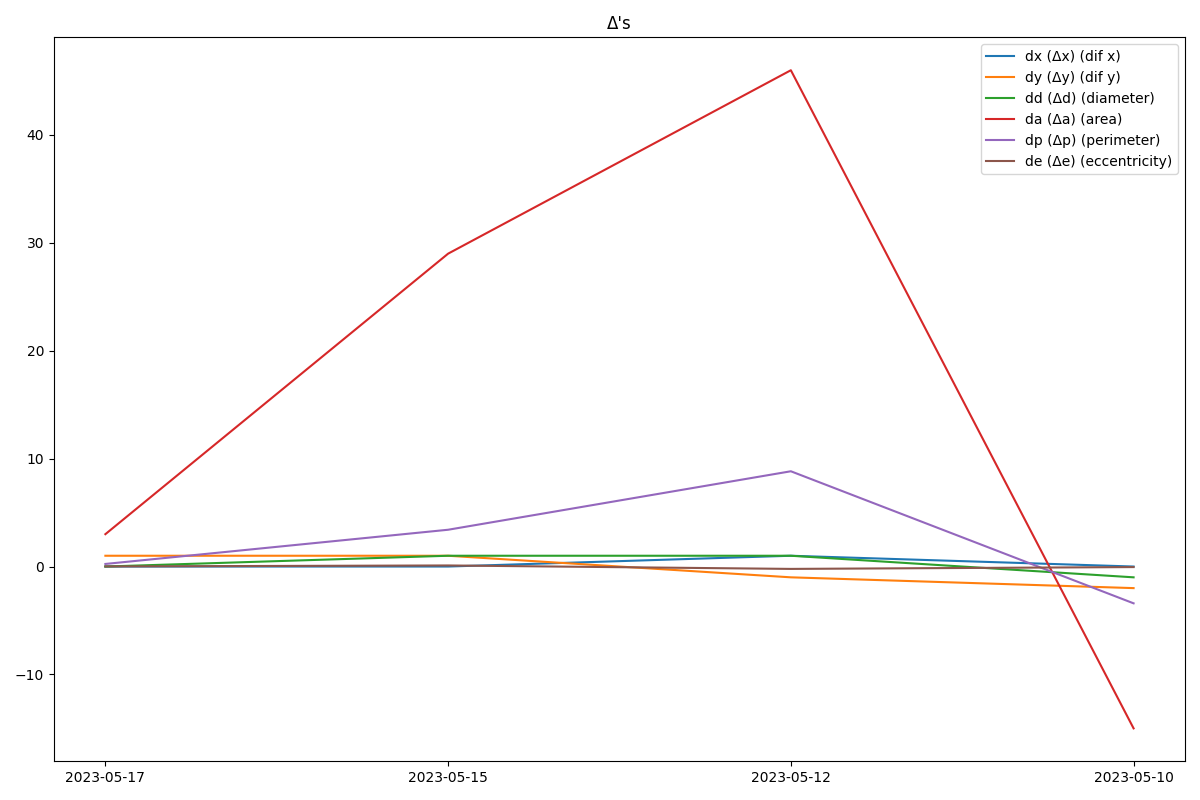 Δ's
dx (Δx) (dif x)
dy (Δy) (dif y)
dd (Δd) (diameter)
da (Δa) (area)
dp (Δp) (perimeter)
de (Δe) (eccentricity)
40
30
20
10
0
−10
2023-05-17 2023-05-15 2023-05-12 2023-05-10